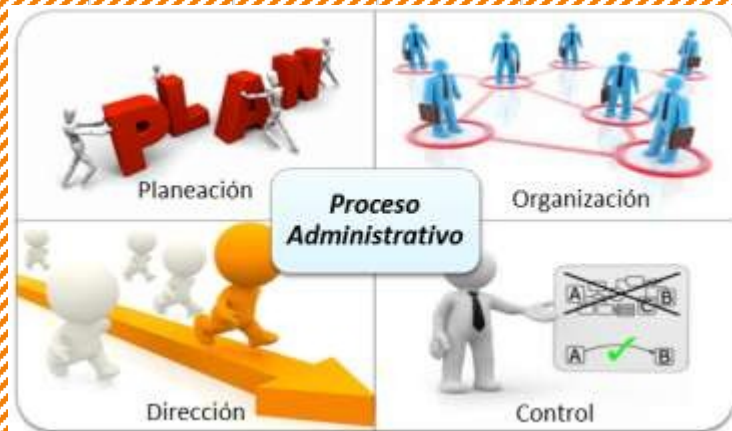 PLAN
Planeación
Organización
Proceso
Administrativo
Dirección
A B
A B
Control